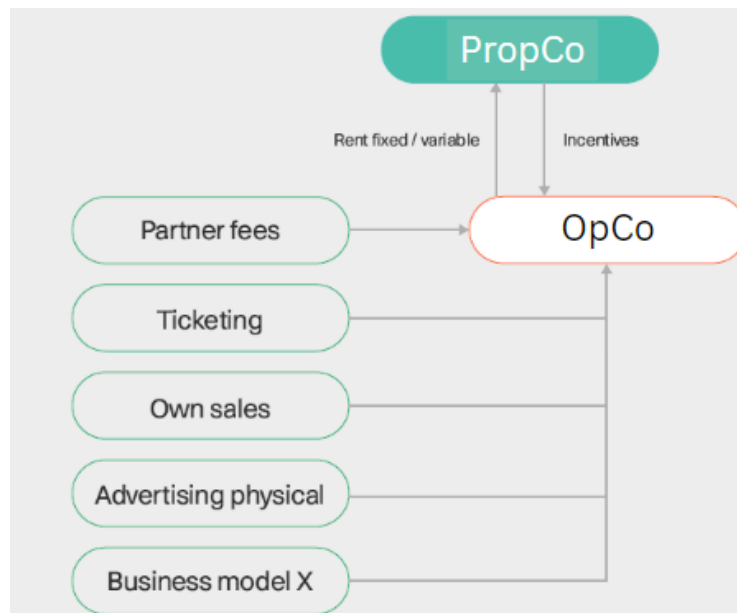 PropCo
Rent fixed / variable
Incentives
Partner fees
OpCo
Ticketing
Own sales
Advertising physical
Business model X